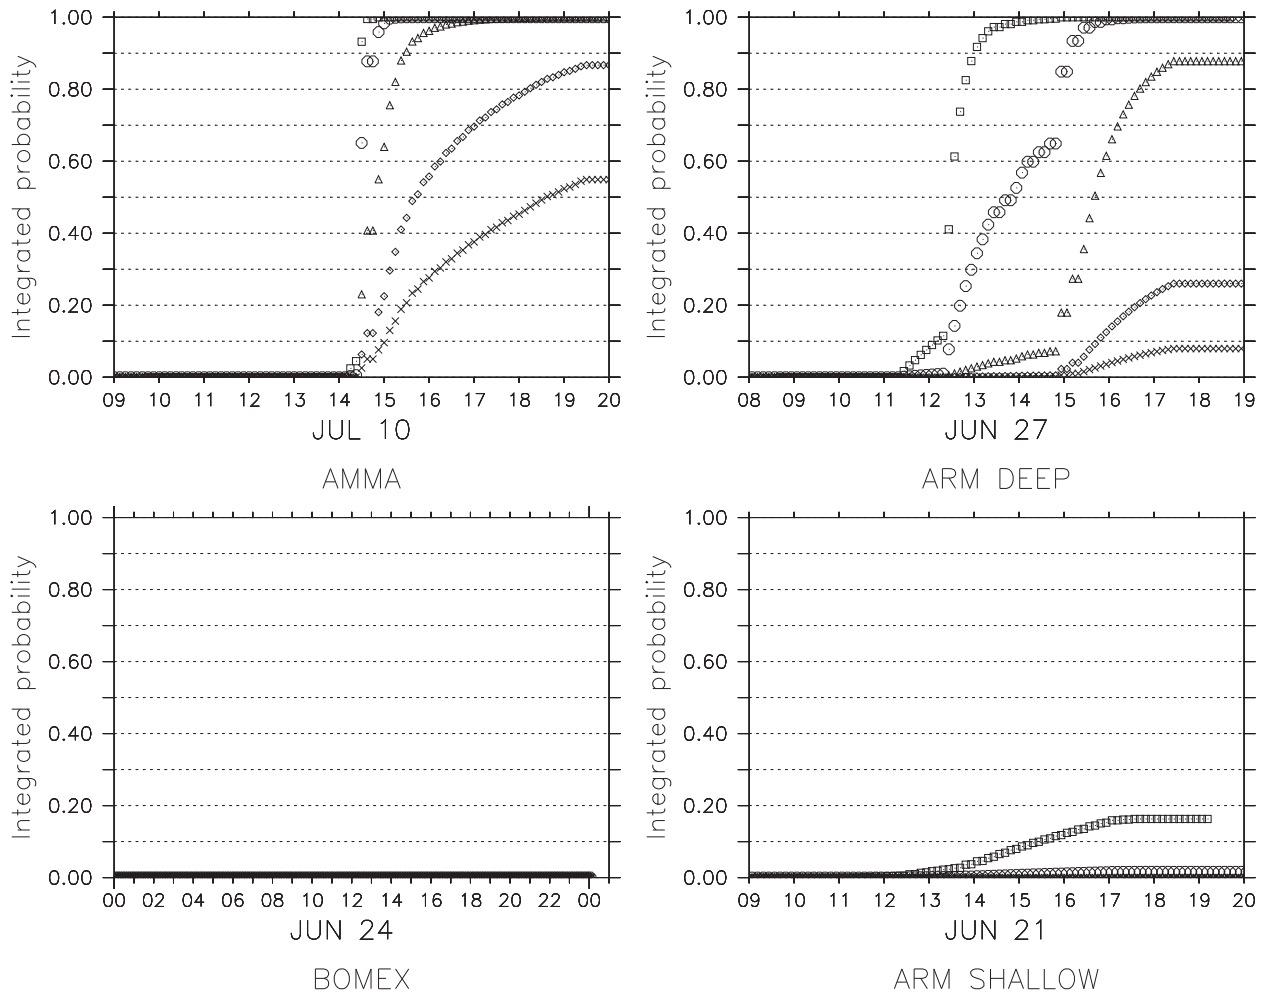 Integrated probability
1.00
0.80
0.60
0.40
0.20
0.00
09 10 11 12 13 14 15 16 17 18 19 20
JUL 10
AMMA
Integrated probability
1.00
0.80
0.60
0.40
0.20
0.00
08 09 10 11 12 13 14 15 16 17 18 19
JUN 27
ARM DEEP
Integrated probability
1.00
0.80
0.60
0.40
0.20
0.00
00 02 04 06 08 10 12 14 16 18 20 22 00
JUN 24
BOMEX
Integrated probability
1.00
0.80
0.60
0.40
0.20
0.00
09 10 11 12 13 14 15 16 17 18 19 20
JUN 21
ARM SHALLOW